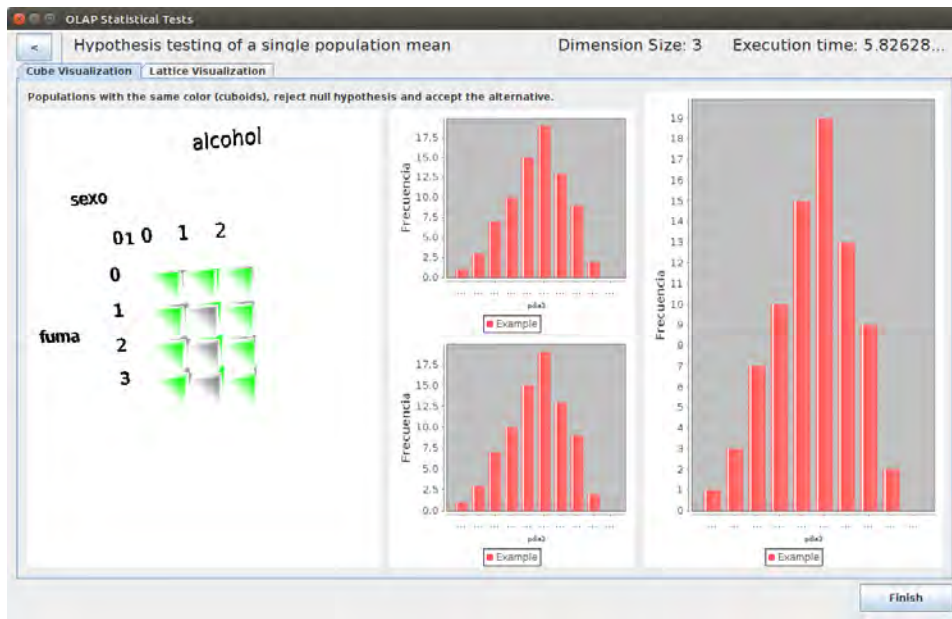 OLAP Statistical Tests
<
Hypothesis testing of a single population mean
Dimension Size: 3
Execution time: 5.82628...
Cube Visualization
Lattice Visualization
Populations with the same color (cuboids), reject null hypothesis and accept the alternative.
alcohol
sexo
01 0 1 2
0
1
fuma
2
3
Frecuencia
17.5
15.0
12.5
10.0
7.5
5.0
2.5
0.0
... ... ... ... ... ... ... ... ... ...
Example
Frecuencia
17.5
15.0
12.5
10.0
7.5
5.0
2.5
0.0
... ... ... ... ... ... ... ... ... ...
Example
Frecuencia
19
18
17
16
15
14
13
12
11
10
9
8
7
6
5
4
3
2
1
0
... ... ... ... ... ... ... ... ... ...
Example
Finish